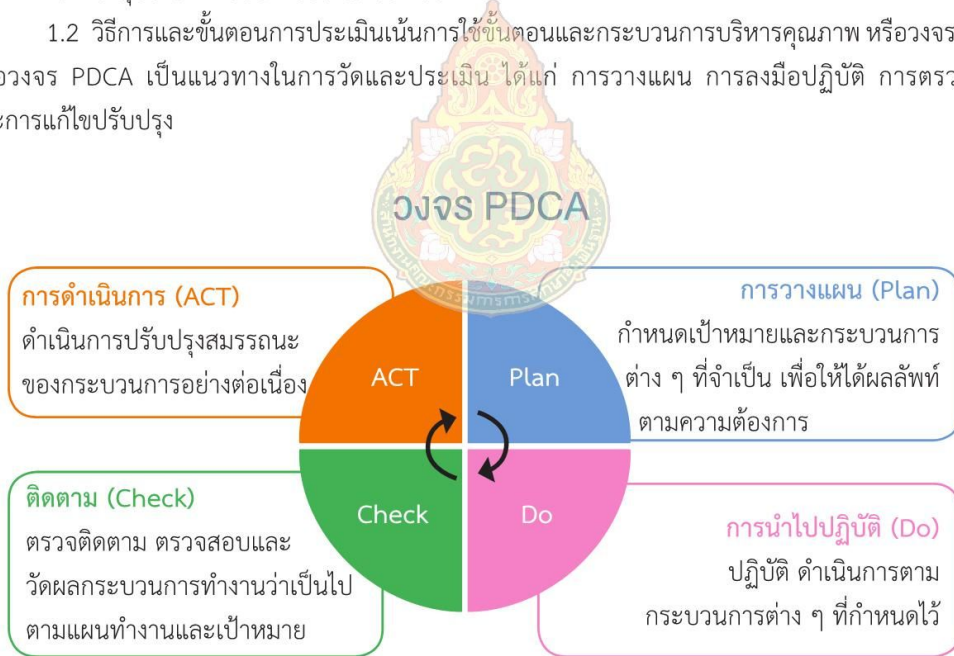 1.2 วิธีการและขั้นตอนการประเมินเน้นการใช้ขั้นตอนและกระบวนการบริหารคุณภาพ หรือวงจร
วงจร PDCA เป็นแนวทางในการวัดและประเมิน ได้แก่ การวางแผน การลงมือปฏิบัติ การตรว
ะการแก้ไขปรับปรุง
วงจร PDCA
การดำเนินการ (ACT)
ดำเนินการปรับปรุงสมรรถนะ
ของกระบวนการอย่างต่อเนื่อง
การวางแผน (Plan)
กำหนดเป้าหมายและกระบวนการ
ต่าง ๆ ที่จำเป็น เพื่อให้ได้ผลลัพท์
ตามความต้องการ
ACT
Plan
Check
Do
ติดตาม (Check)
ตรวจติดตาม ตรวจสอบและ
วัดผลกระบวนการทำงานว่าเป็นไป
ตามแผนทำงานและเป้าหมาย
การนำไปปฏิบัติ (Do)
ปฏิบัติ ดำเนินการตาม
กระบวนการต่าง ๆ ที่กำหนดไว้